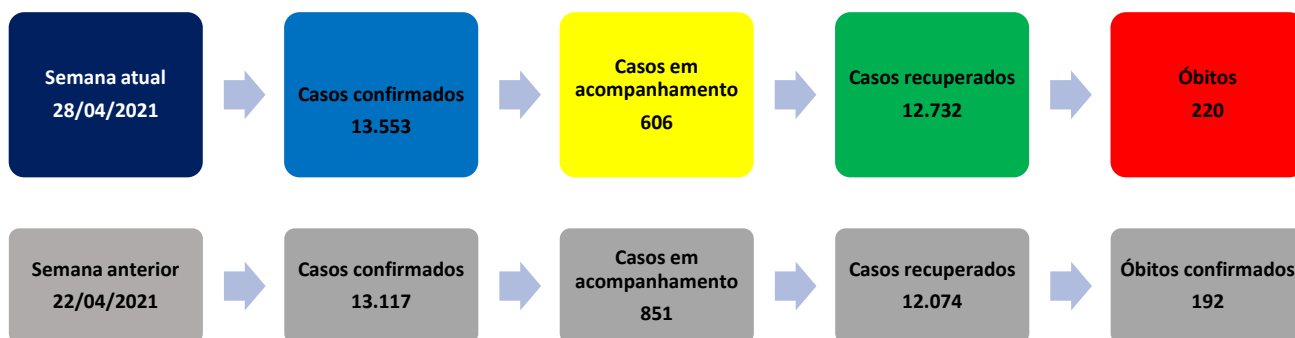 Semana atual
28/04/2021
Casos confirmados
13.553
Casos em
acompanhamento
606
Casos recuperados
12.732
Óbitos
220
Semana anterior
22/04/2021
Casos confirmados
13.117
Casos em
acompanhamento
851
Casos recuperados
12.074
Óbitos confirmados
192